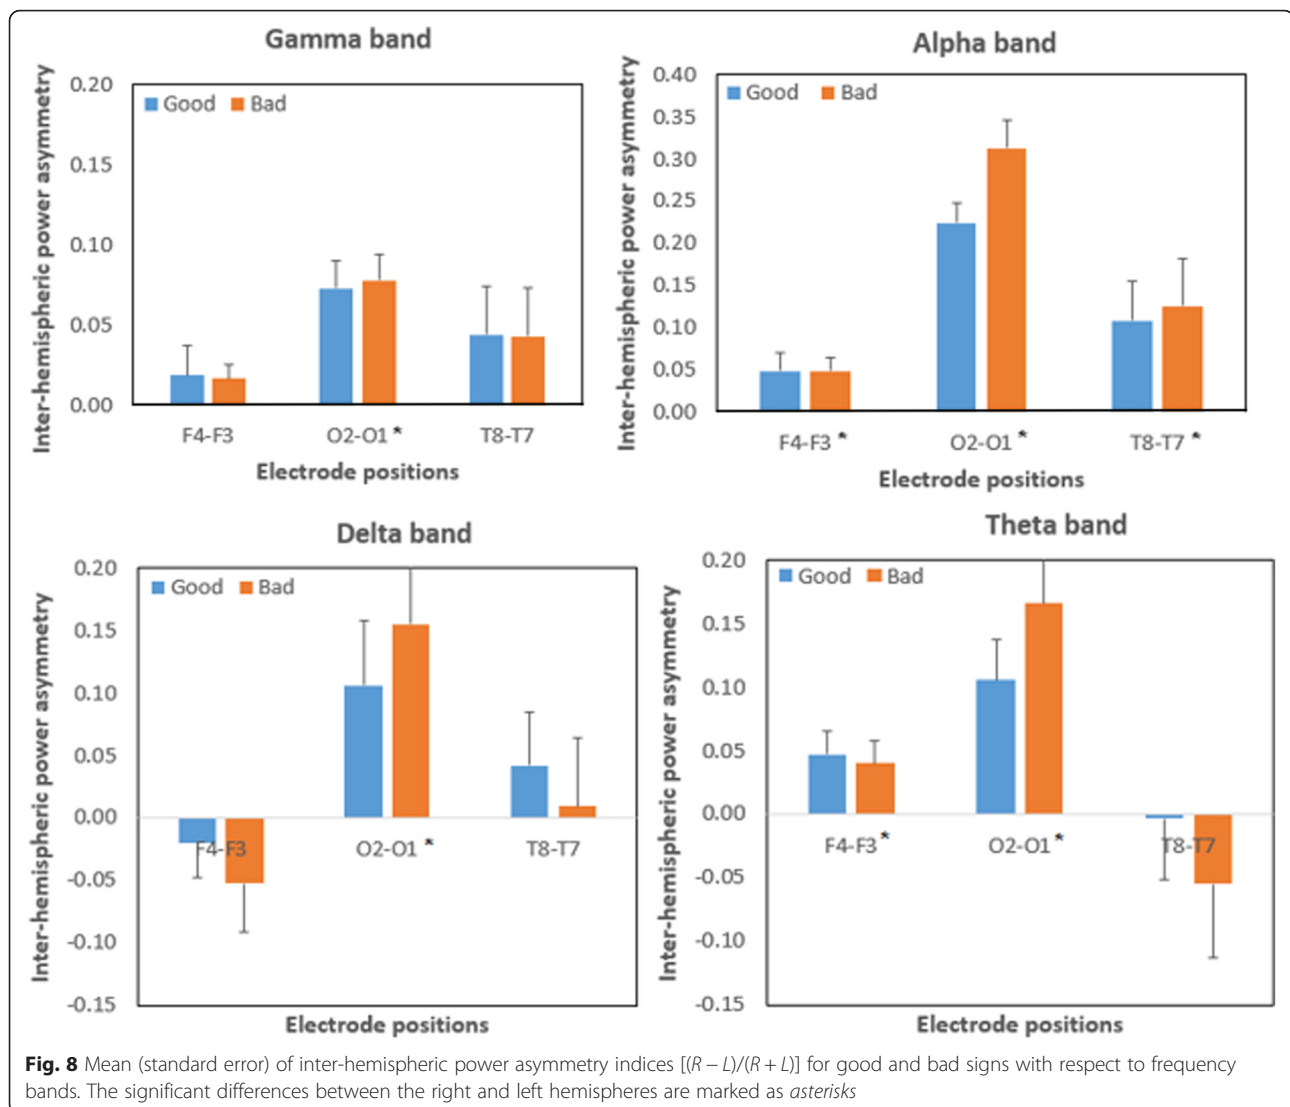 Gamma band
Inter-hemispheric power asymmetry
0.20
0.15
0.10
0.05
0.00
Good Bad
F4-F3 O2-O1 * T8-T7
Electrode positions
Alpha band
Inter-hemispheric power asymmetry
0.40
0.35
0.30
0.25
0.20
0.15
0.10
0.05
0.00
Good Bad
F4-F3 * O2-O1 * T8-T7 *
Electrode positions
Delta band
Inter-hemispheric power asymmetry
0.20
0.15
0.10
0.05
0.00
-0.05
-0.10
-0.15
Good Bad
F4-F3 O2-O1 * T8-T7
Electrode positions
Theta band
Inter-hemispheric power asymmetry
0.20
0.15
0.10
0.05
0.00
-0.05
-0.10
-0.15
Good Bad
F4-F3 * O2-O1 * T8-T7
Electrode positions
Fig. 8 Mean (standard error) of inter-hemispheric power asymmetry indices [(R − L)/(R + L)] for good and bad signs with respect to frequency
bands. The significant differences between the right and left hemispheres are marked as asterisks